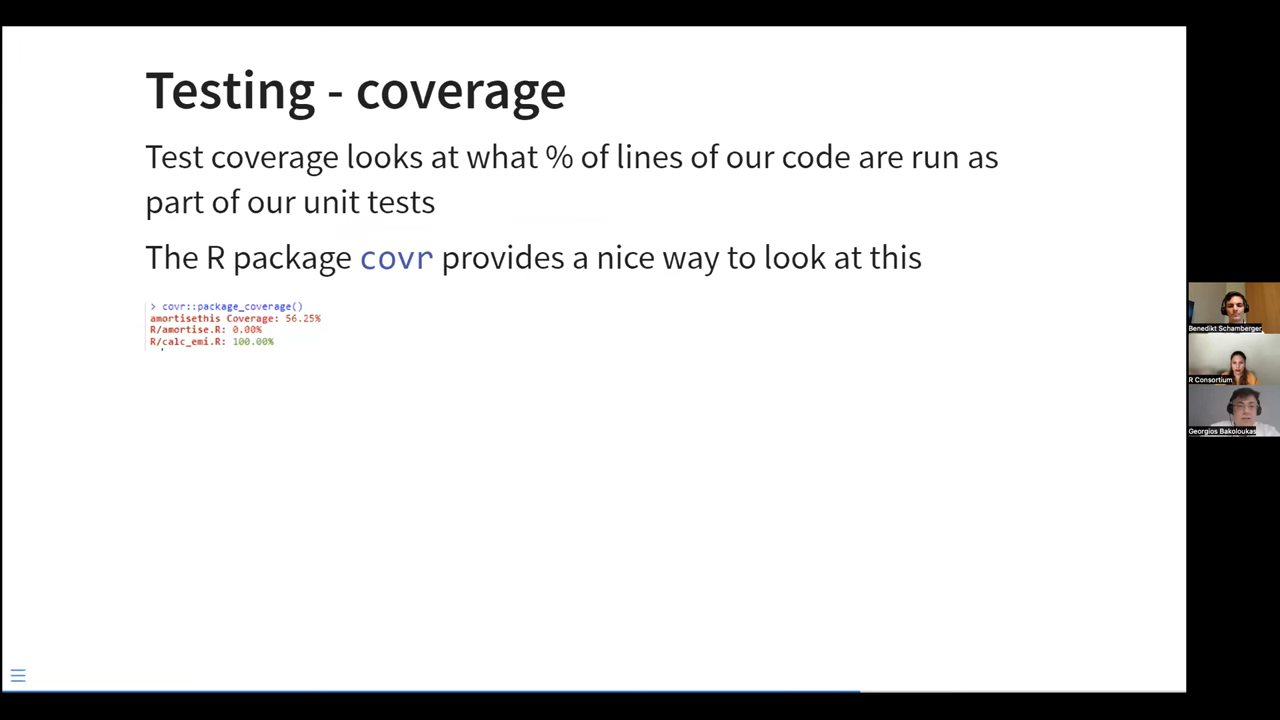 Testing - coverage
Test coverage looks at what % of lines of our code are run as
part of our unit tests
The R package covr provides a nice way to look at this
> covr::package_coverage()
amortisethis Coverage: 56.25%
R/amortise.R: 0.00%
R/calc_emi.R: 100.00%
Benedikt Schamberger
R Consortium
Georgios Bakoloukas